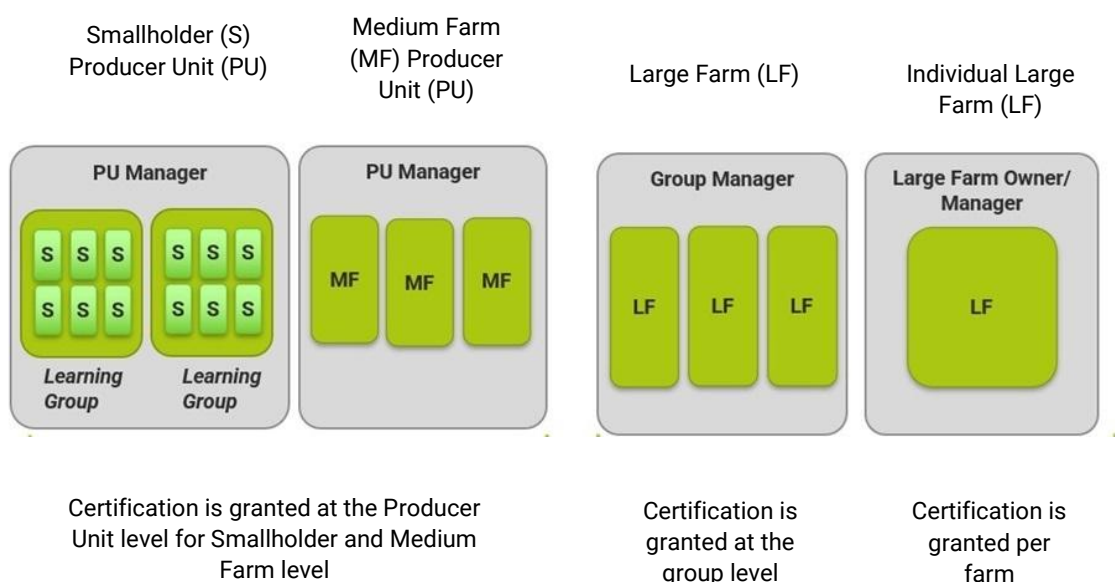 Smallholder (S)
Producer Unit (PU)
Medium Farm
(MF) Producer
Unit (PU)
Large Farm (LF)
Individual Large
Farm (LF)
PU Manager
S S S
S S S
Learning
Group
S S S
S S S
Learning
Group
PU Manager
MF MF MF
Group Manager
LF LF LF
Large Farm Owner/
Manager
LF
Certification is granted at the Producer
Unit level for Smallholder and Medium
Farm level
Certification is
granted at the
group level
Certification is
granted per
farm